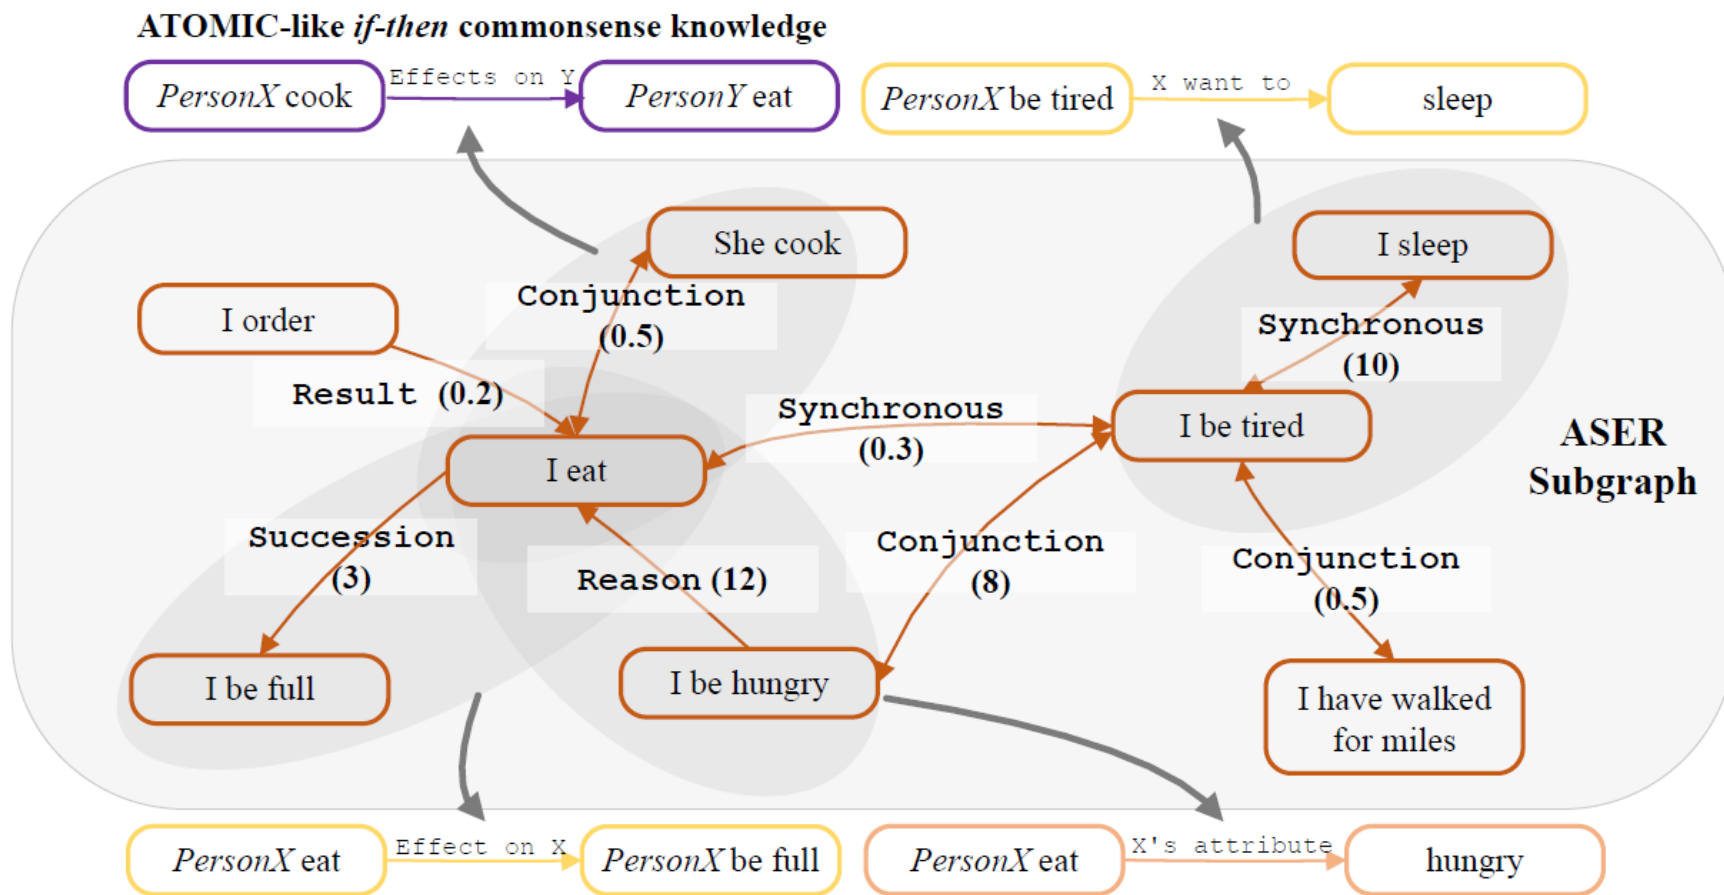 ATOMIC-like if-then commonsense knowledge
PersonX cook
Effects on Y
PersonY eat
PersonX be tired
X want to
sleep
She cook
I sleep
I order
Conjunction
(0.5)
Synchronous
(10)
Result (0.2)
Synchronous
(0.3)
I be tired
ASER
Subgraph
I eat
Succession
(3)
Reason (12)
Conjunction
(8)
Conjunction
(0.5)
I be full
I be hungry
I have walked
for miles
PersonX eat
Effect on X
PersonX be full
PersonX eat
X's attribute
hungry